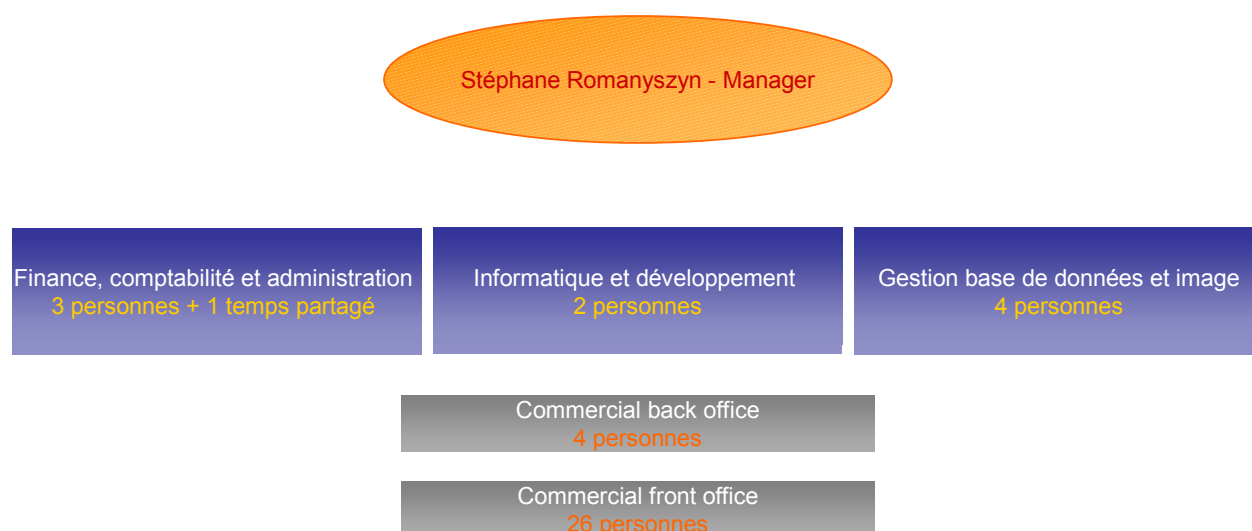 Stéphane Romanyszyn - Manager
Finance, comptabilité et administration
3 personnes + 1 temps partagé
Informatique et développement
2 personnes
Gestion base de données et image
4 personnes
Commercial back office
4 personnes
Commercial front office
26 personnes